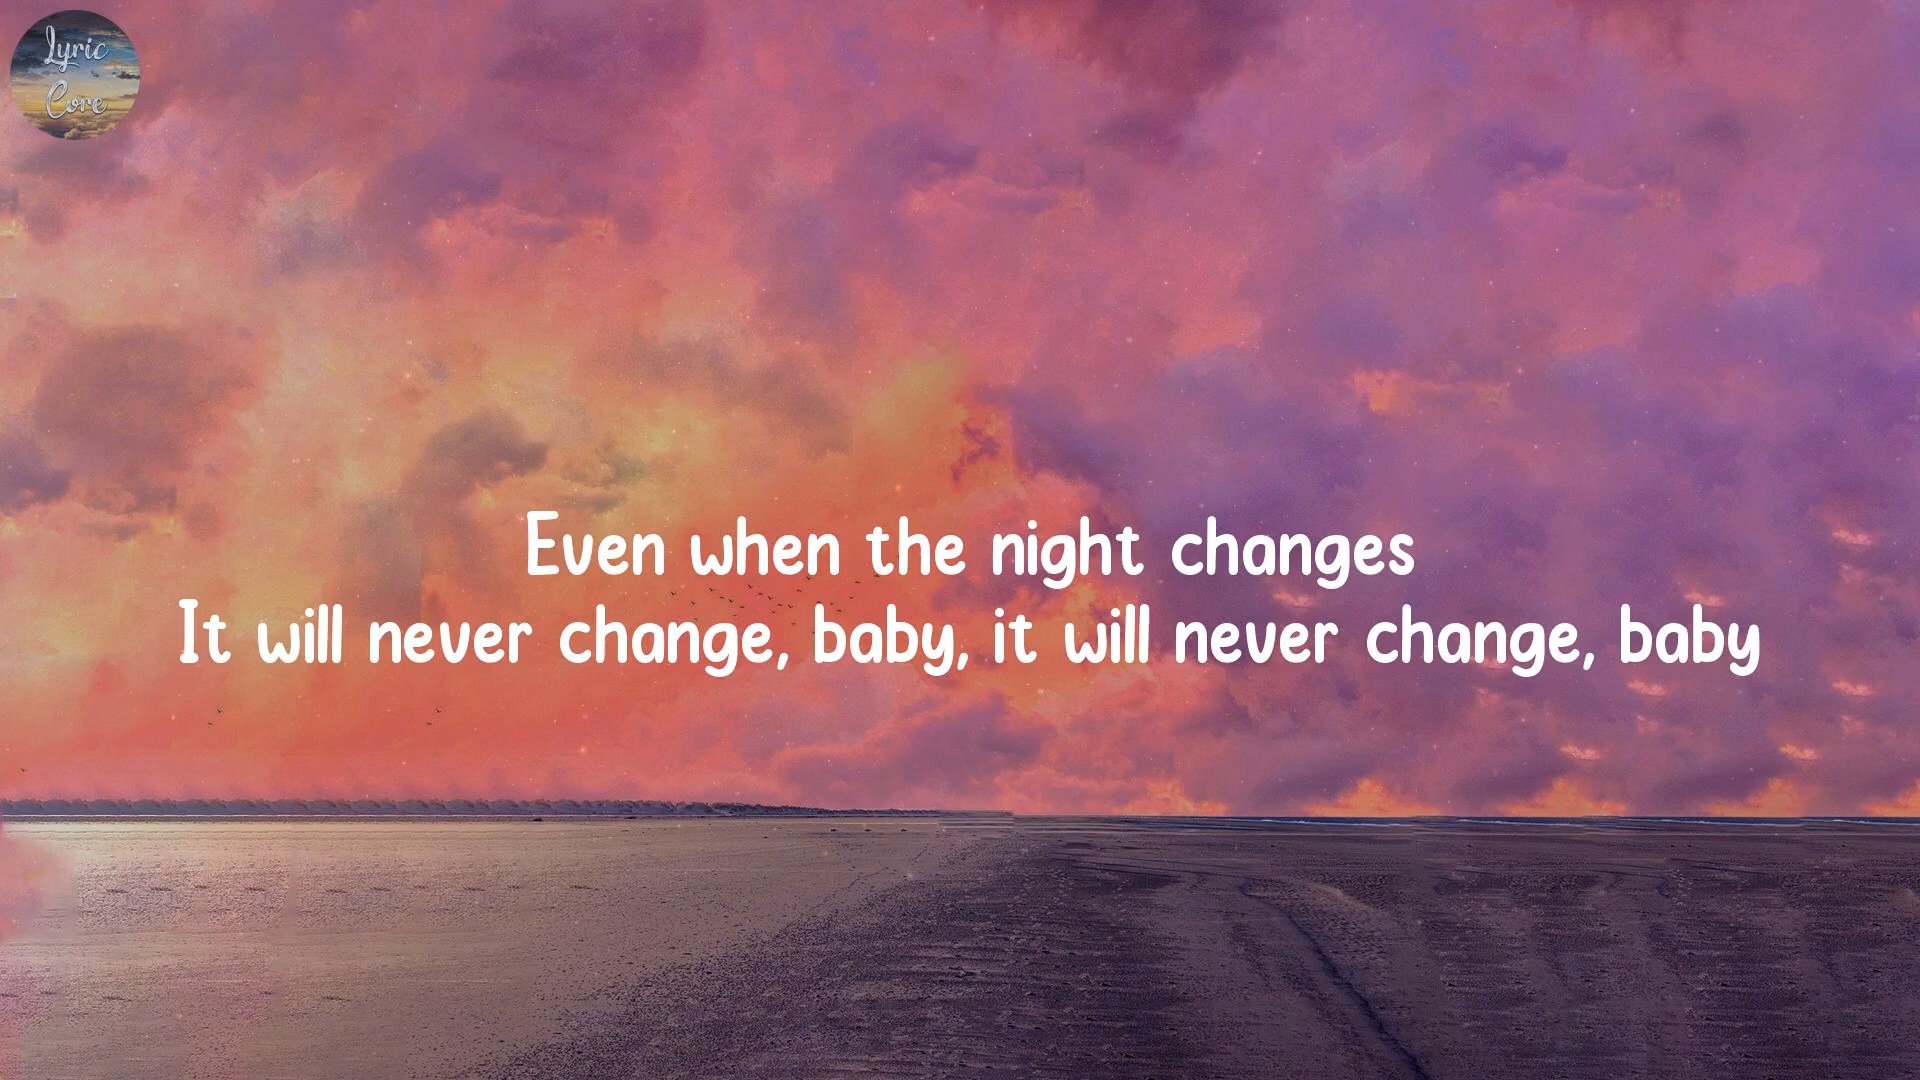 Lyric
Core
Even when the night changes
It will never change, baby, it will never change, baby